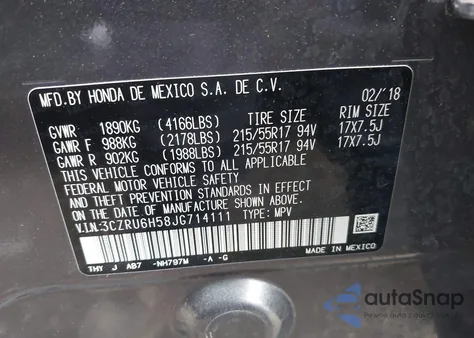 MFD.BY HONDA DE MEXICO S.A. DE C.V. 02/'18
TIRE SIZE RIM SIZE
GVWR 1890KG (4166LBS)
GAWR F 988KG (2178LBS) 215/55R17 94V 17X7.5J
GAWR R 902KG (1988LBS) 215/55R17 94V 17X7.5J
THIS VEHICLE CONFORMS TO ALL APPLICABLE
FEDERAL MOTOR VEHICLE SAFETY
AND THEFT PREVENTION STANDARDS IN EFFECT
ON THE DATE OF MANUFACTURE SHOWN ABOVE.
V.I.N:3CZRU6H58JG714111 TYPE: MPV
THY J AB7 -NH797M -A -G
MADE IN MEXICO
autoSnap